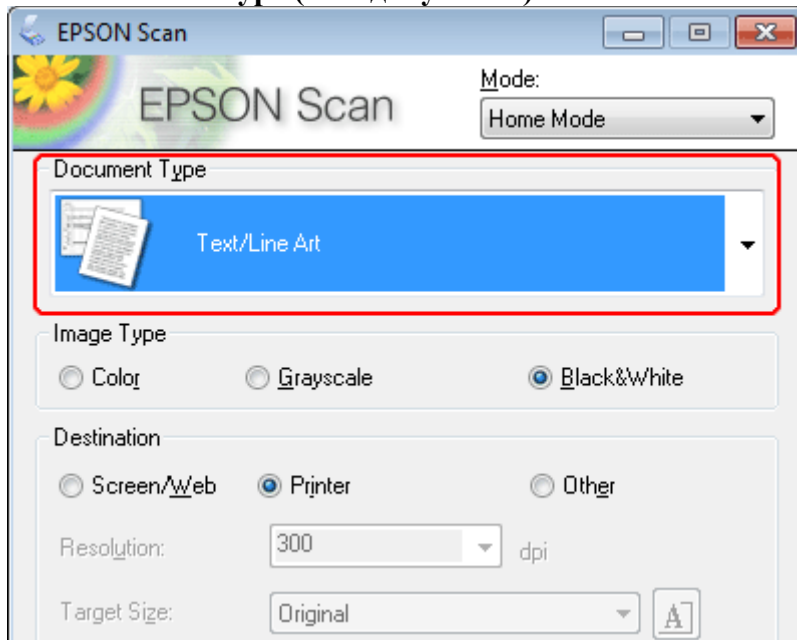 EPSON Scan
EPSON Scan
Mode:
Home Mode
Document Type
Text/Line Art
Image Type
Color Grayscale Black&White
Destination
Screen/Web Printer Other
Resolution: 300 dpi
Target Size: Original A